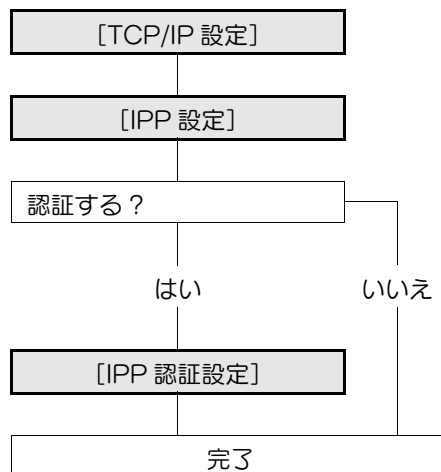 [TCP/IP 設定]
[IPP 設定]
認証する？
はい
いいえ
[IPP 認証設定]
完了